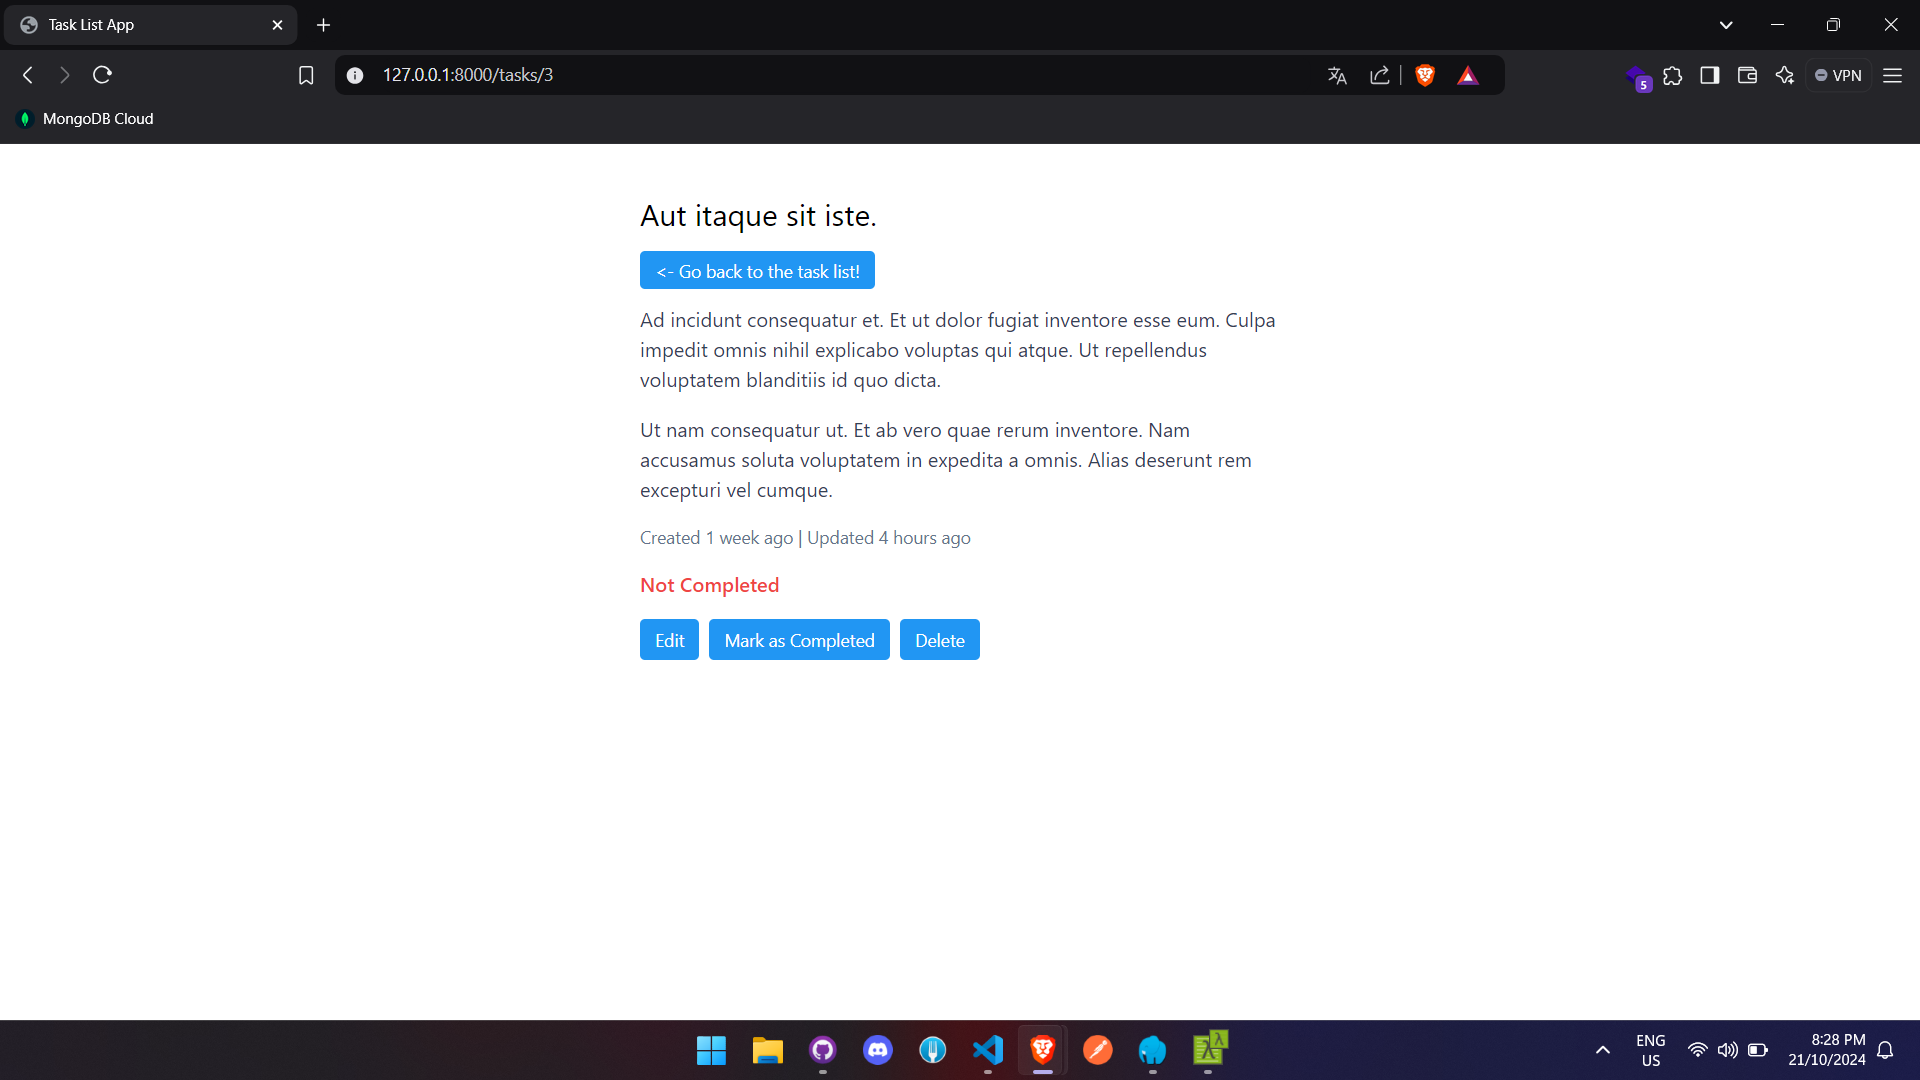 Task List App
127.0.0.1:8000/tasks/3
5
VPN
MongoDB Cloud
Aut itaque sit iste.
<- Go back to the task list!
Ad incidunt consequatur et. Et ut dolor fugiat inventore esse eum. Culpa
impedit omnis nihil explicabo voluptas qui atque. Ut repellendus
voluptatem blanditiis id quo dicta.
Ut nam consequatur ut. Et ab vero quae rerum inventore. Nam
accusamus soluta voluptatem in expedita a omnis. Alias deserunt rem
excepturi vel cumque.
Created 1 week ago | Updated 4 hours ago
Not Completed
Edit Mark as Completed Delete
ENG
US
8:28 PM
21/10/2024